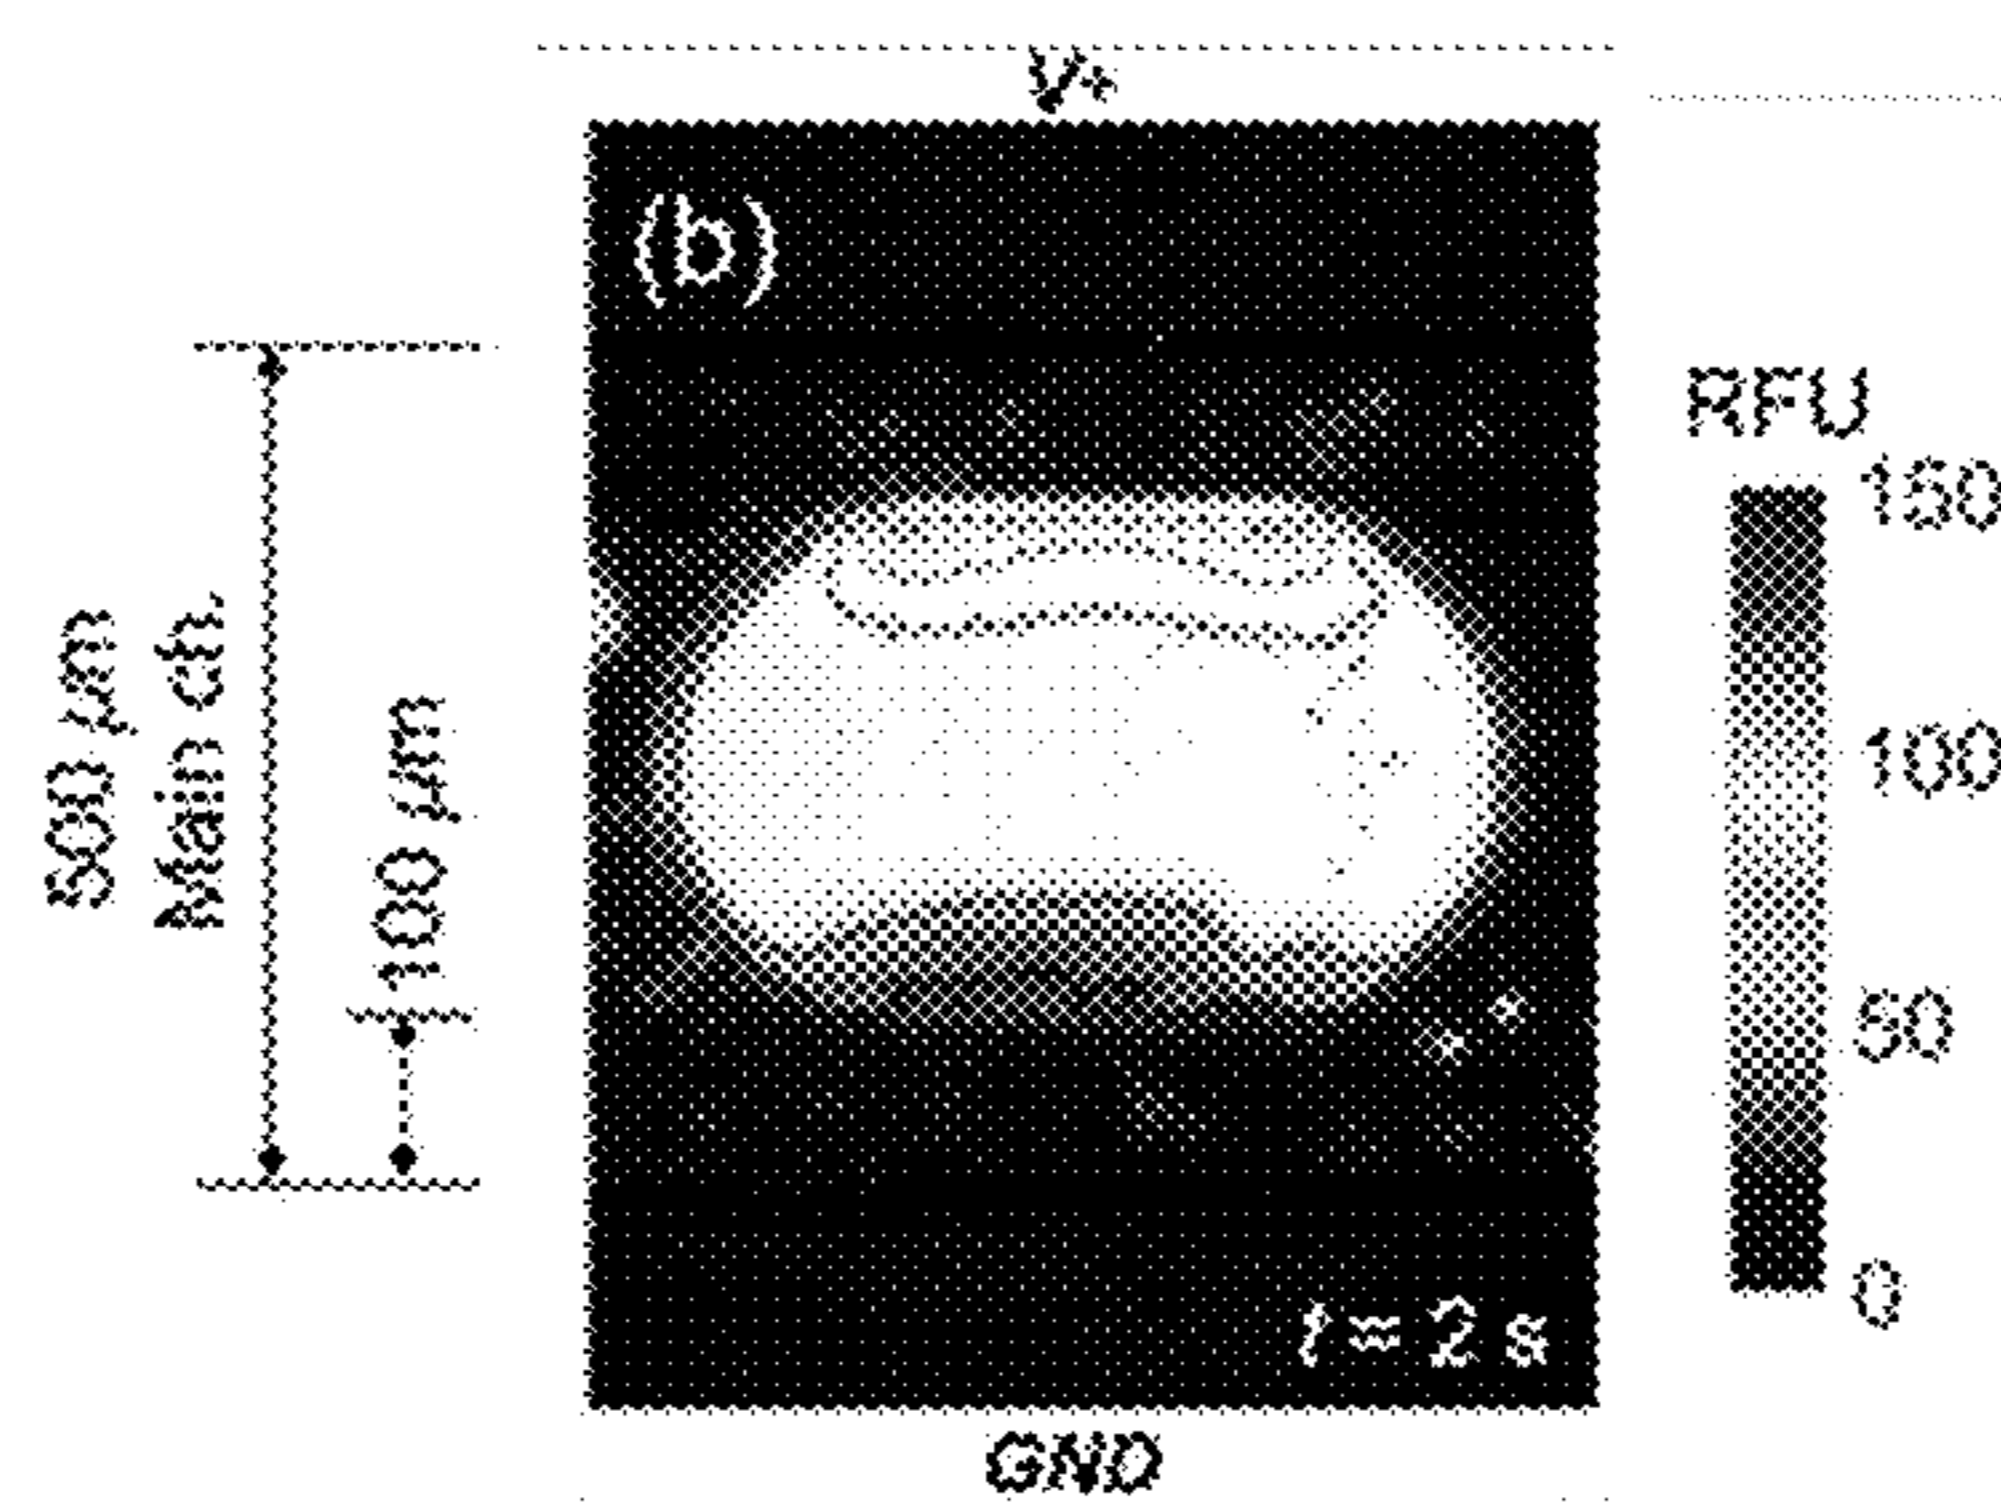 V+
(b)
500 μm
Main ch.
100 μm
RFU
150
100
50
0
t = 2 s
GND